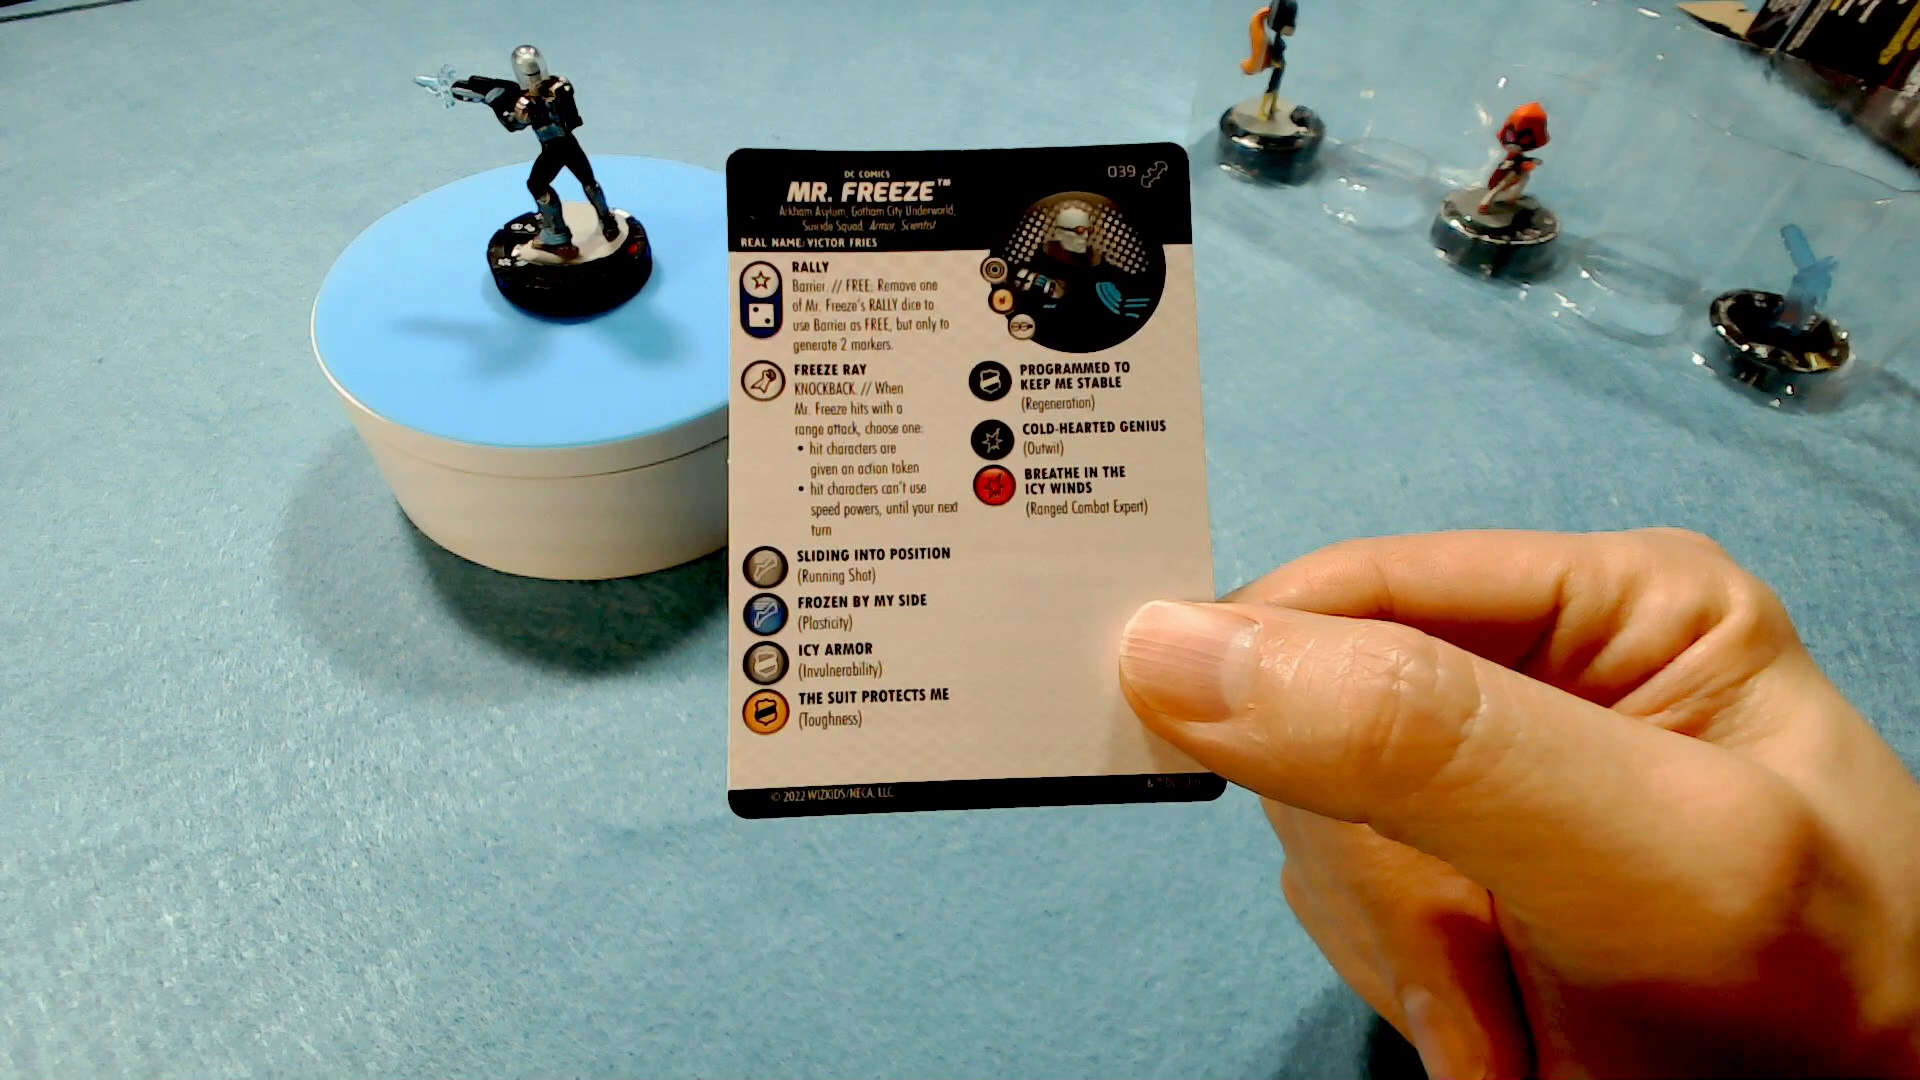 DC COMICS
MR. FREEZE™
Arkham Asylum, Gotham City Underworld,
Suicide Squad, Armor, Scientist
REAL NAME: VICTOR FRIES
039
RALLY
Barrier. // FREE: Remove one
of Mr. Freeze's RALLY dice to
use Barrier as FREE, but only to
generate 2 markers.
FREEZE RAY
KNOCKBACK. // When
Mr. Freeze hits with a
range attack, choose one:
• hit characters are
given an action token
• hit characters can't use
speed powers, until your next
turn
SLIDING INTO POSITION
(Running Shot)
FROZEN BY MY SIDE
(Plasticity)
ICY ARMOR
(Invulnerability)
THE SUIT PROTECTS ME
(Toughness)
PROGRAMMED TO
KEEP ME STABLE
(Regeneration)
COLD-HEARTED GENIUS
(Outwit)
BREATHE IN THE
ICY WINDS
(Ranged Combat Expert)
© 2022 WIZKIDS/NECA, LLC